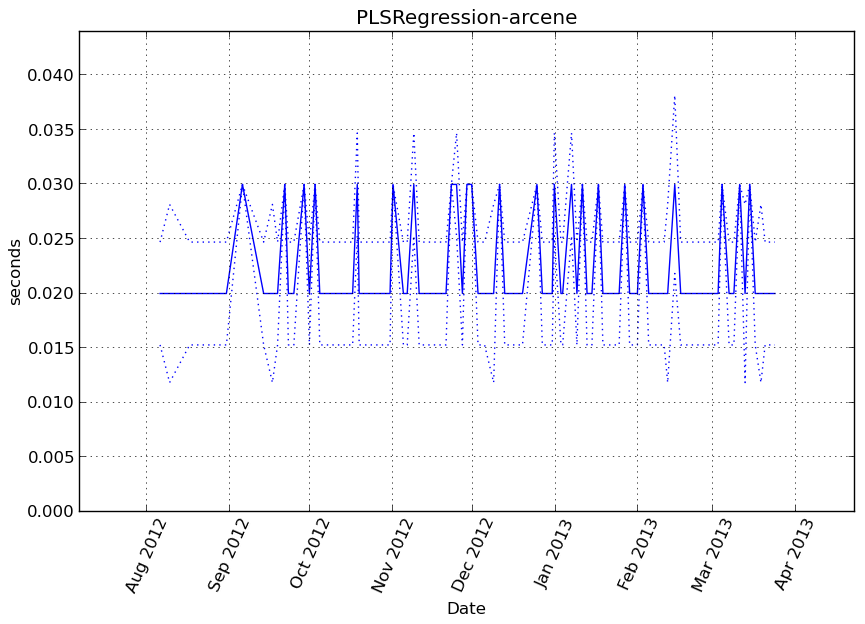 PLSRegression-arcene
0.040
0.035
0.030
0.025
0.020
0.015
0.010
0.005
0.000
seconds
Aug 2012
Sep 2012
Oct 2012
Nov 2012
Dec 2012
Jan 2013
Feb 2013
Mar 2013
Apr 2013
Date